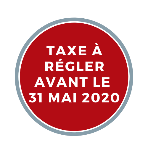 TAXE À
RÉGLER
AVANT LE
31 MAI 2020